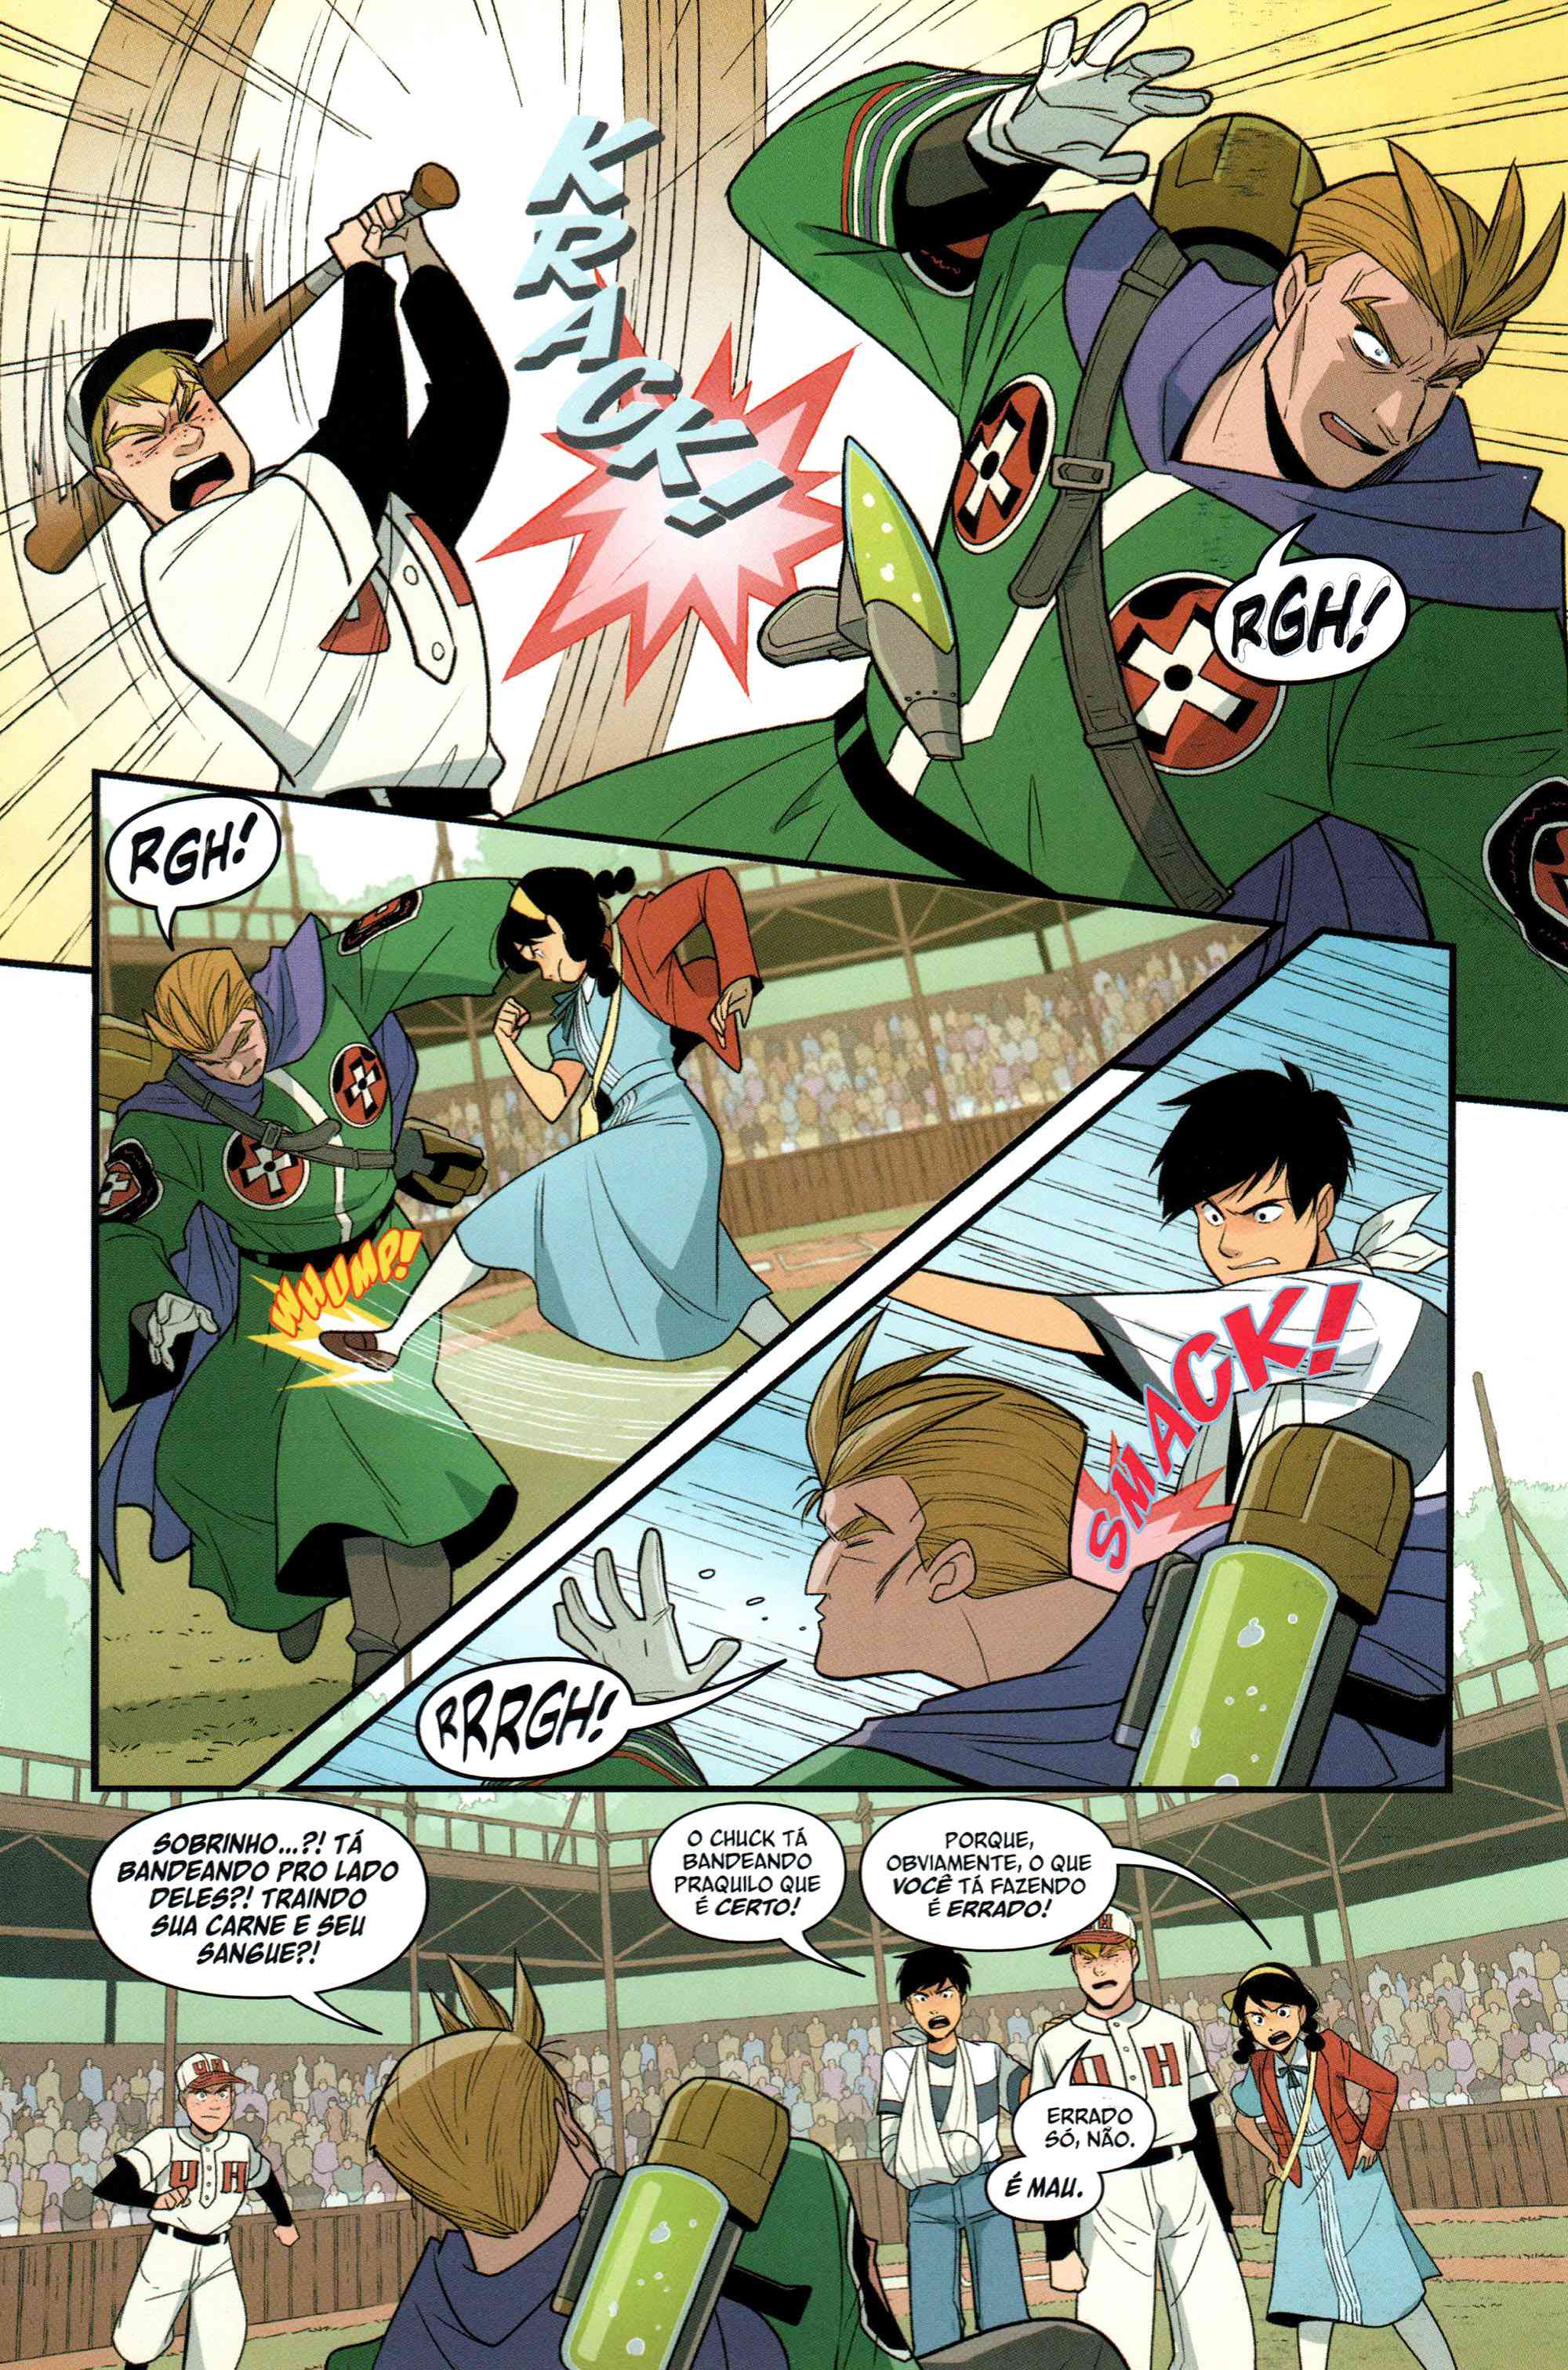 KRACK!
RGH!
RGH!
WHUMP!
SMACK!
RRRGH!
SOBRINHO...?! TÁ
BANDEANDO PRO LADO
DELES?! TRAINDO
SUA CARNE E SEU
SANGUE?!
O CHUCK TÁ
BANDEANDO
PRAQUILO QUE
É CERTO!
PORQUE,
OBVIAMENTE, O QUE
VOCÊ TÁ FAZENDO
É ERRADO!
ERRADO
SÓ, NÃO.
É MAU.
UH
U H
H
U H